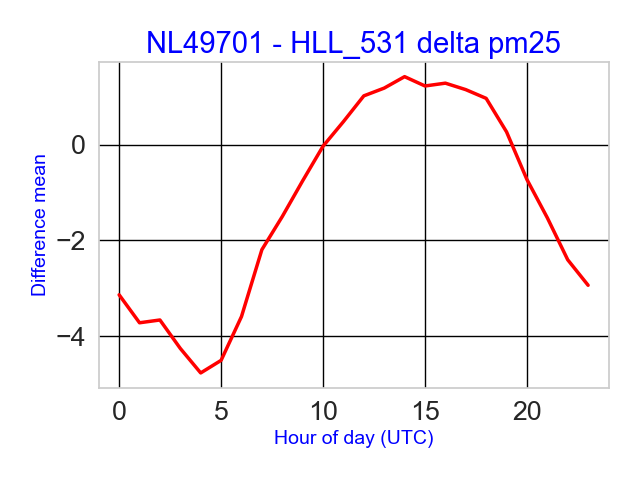 NL49701 - HLL_531 delta pm25
Difference mean
0
−2
−4
0 5 10 15 20
Hour of day (UTC)